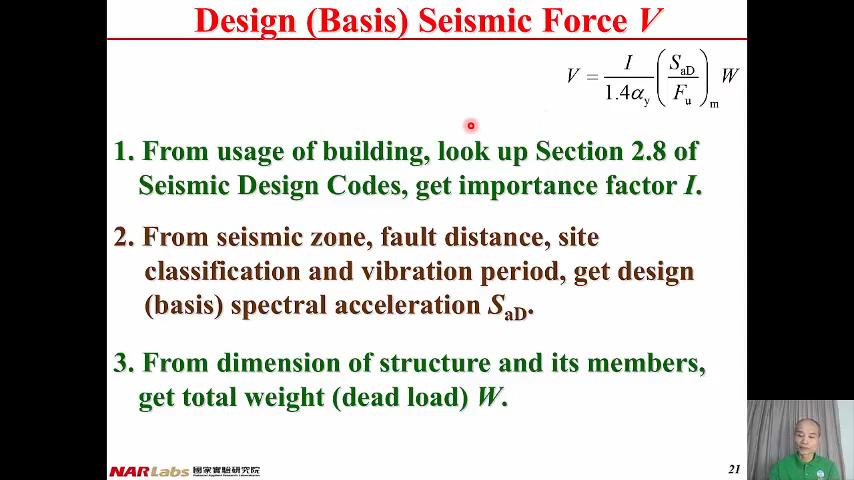 Design (Basis) Seismic Force V
V = I / 1.4α_y (S_aD / F_u)_m W
1. From usage of building, look up Section 2.8 of
Seismic Design Codes, get importance factor I.
2. From seismic zone, fault distance, site
classification and vibration period, get design
(basis) spectral acceleration S_aD.
3. From dimension of structure and its members,
get total weight (dead load) W.
NARLabs 國家實驗研究院
21